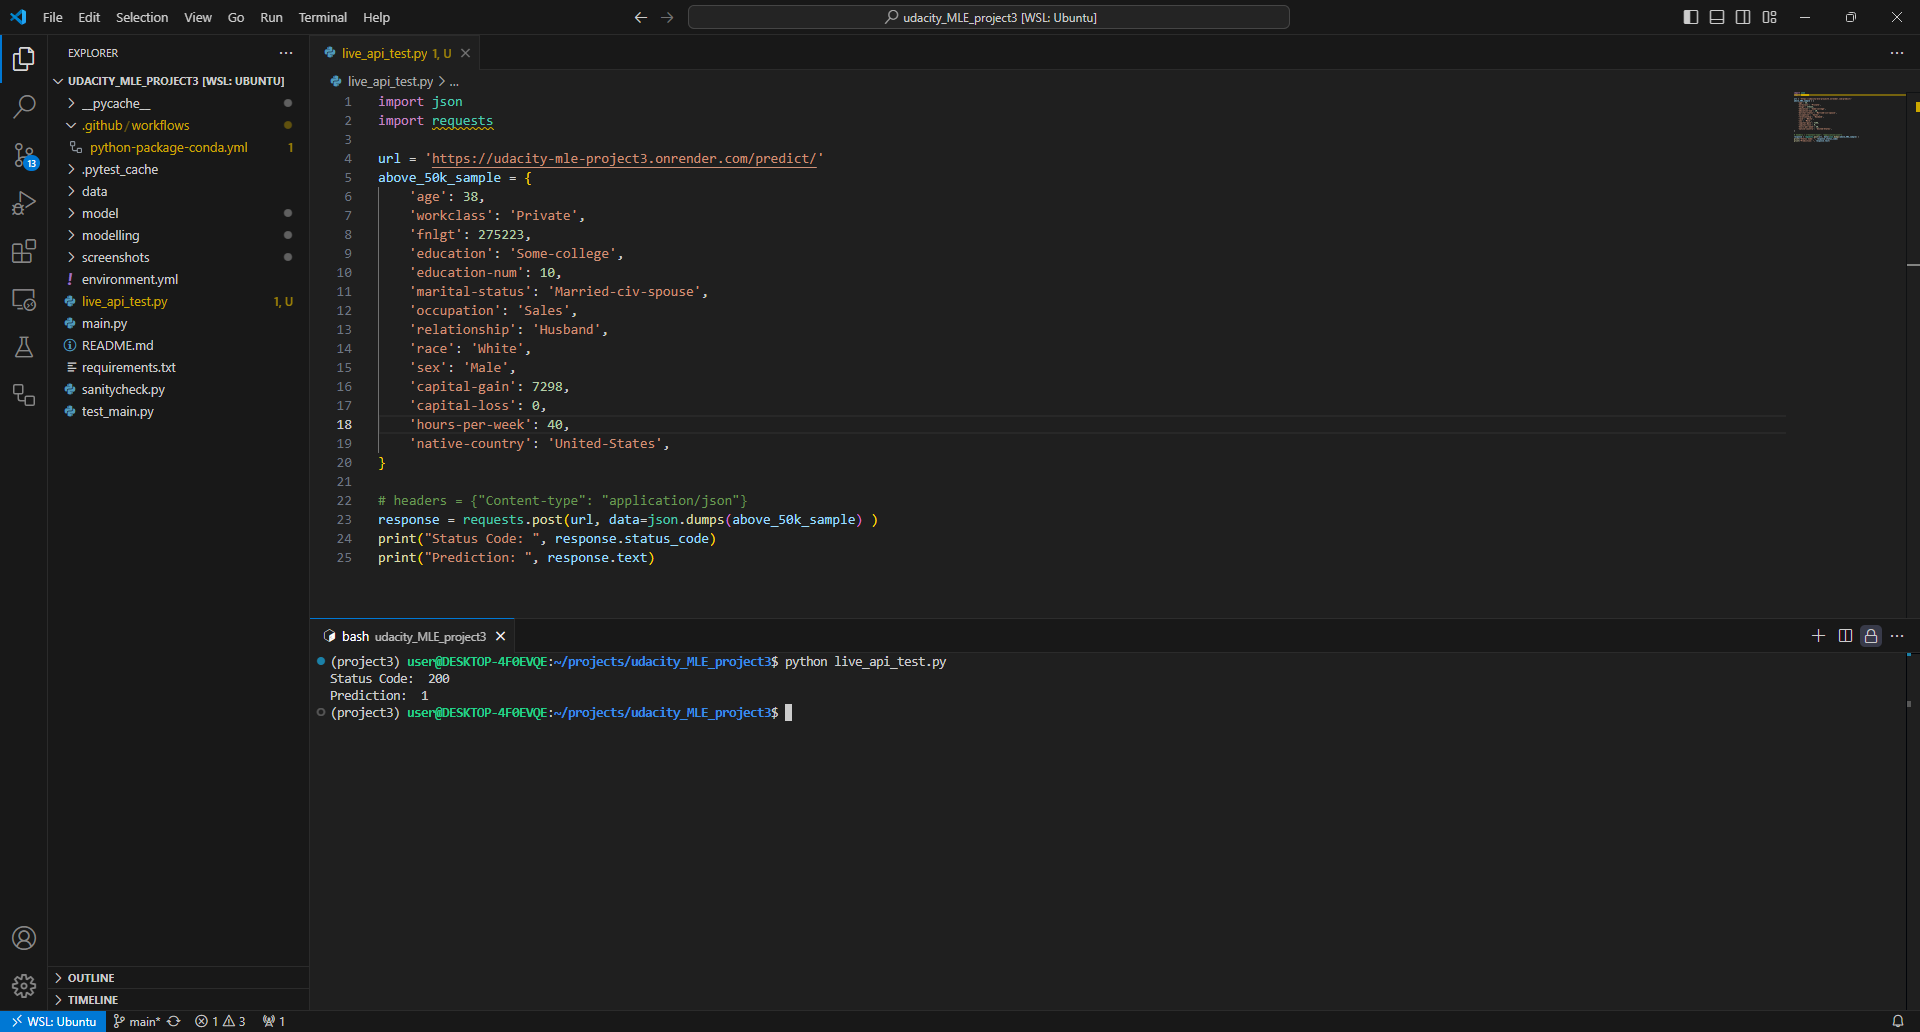 File Edit Selection View Go Run Terminal Help
udacity_MLE_project3 [WSL: Ubuntu]
EXPLORER
UDACITY_MLE_PROJECT3 [WSL: UBUNTU]
__pycache__
.github / workflows
python-package-conda.yml 1
.pytest_cache
data
model
modelling
screenshots
environment.yml
live_api_test.py 1, U
main.py
README.md
requirements.txt
sanitycheck.py
test_main.py
OUTLINE
TIMELINE
13
live_api_test.py 1, U
live_api_test.py > ...
1 import json
2 import requests
3
4 url = 'https://udacity-mle-project3.onrender.com/predict/'
5 above_50k_sample = {
6 'age': 38,
7 'workclass': 'Private',
8 'fnlgt': 275223,
9 'education': 'Some-college',
10 'education-num': 10,
11 'marital-status': 'Married-civ-spouse',
12 'occupation': 'Sales',
13 'relationship': 'Husband',
14 'race': 'White',
15 'sex': 'Male',
16 'capital-gain': 7298,
17 'capital-loss': 0,
18 'hours-per-week': 40,
19 'native-country': 'United-States',
20 }
21
22 # headers = {"Content-type": "application/json"}
23 response = requests.post(url, data=json.dumps(above_50k_sample) )
24 print("Status Code: ", response.status_code)
25 print("Prediction: ", response.text)
bash udacity_MLE_project3
(project3) user@DESKTOP-4F0EVQE:~/projects/udacity_MLE_project3$ python live_api_test.py
Status Code:  200
Prediction:  1
(project3) user@DESKTOP-4F0EVQE:~/projects/udacity_MLE_project3$
WSL: Ubuntu main* 1 3 1